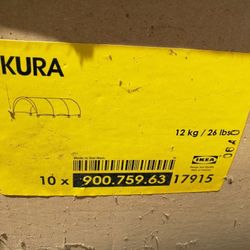 KURA
12 kg / 26 lbs
IKEA
10 x 900.759.63 17915